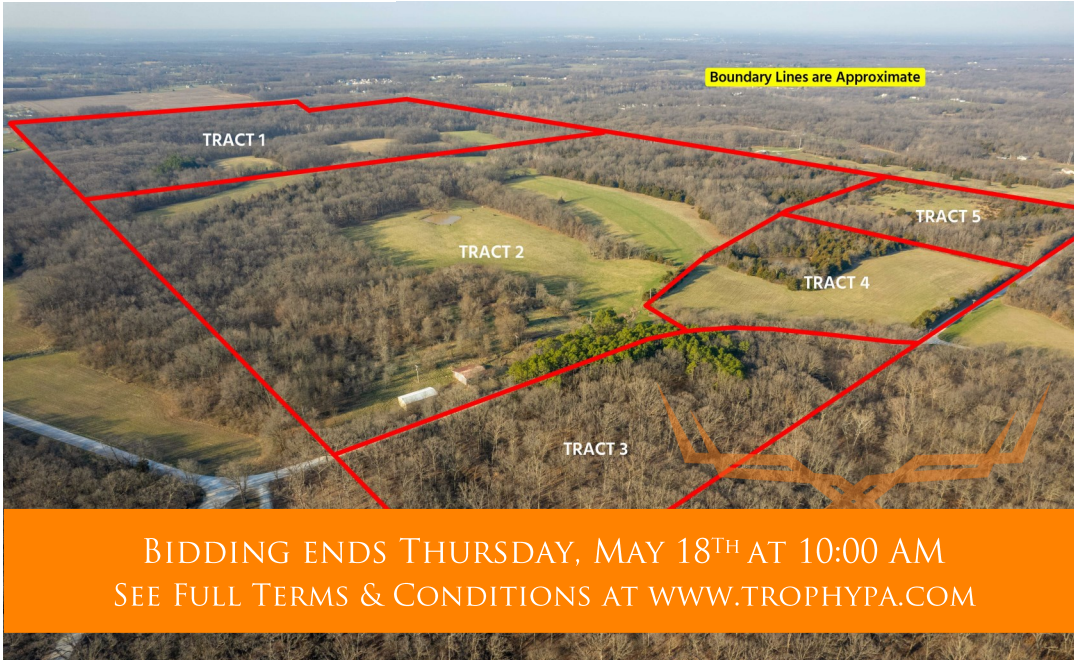 Boundary Lines are Approximate
TRACT 1
TRACT 5
TRACT 2
TRACT 4
TRACT 3
Bidding ends Thursday, May 18Th at 10:00 AM
See Full Terms & Conditions at www.trophypa.com